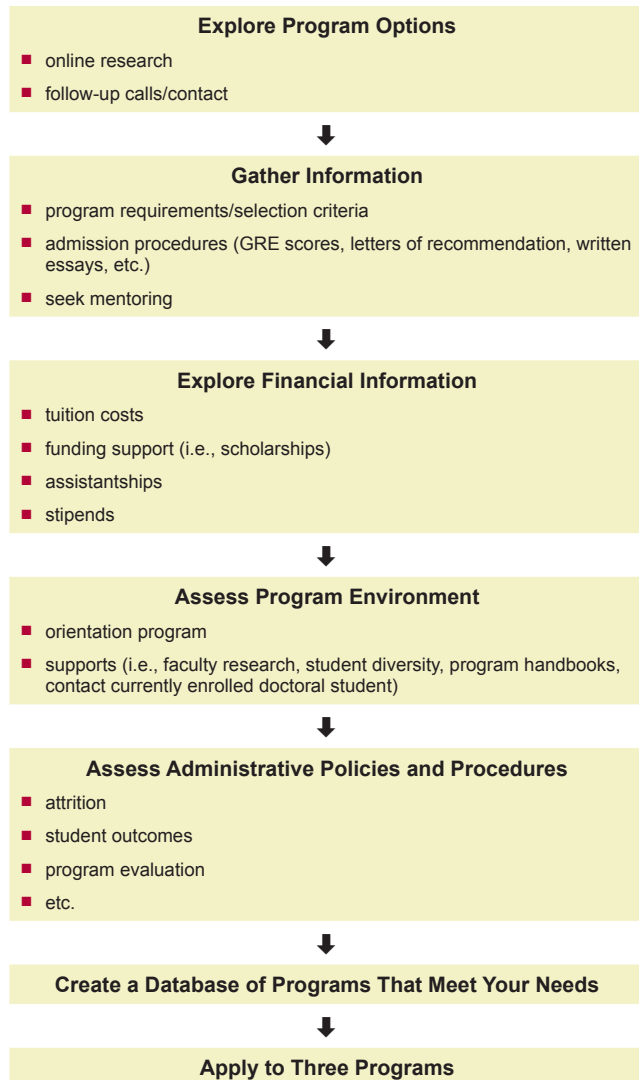 Explore Program Options
■ online research
■ follow-up calls/contact
Gather Information
■ program requirements/selection criteria
■ admission procedures (GRE scores, letters of recommendation, written
essays, etc.)
■ seek mentoring
Explore Financial Information
■ tuition costs
■ funding support (i.e., scholarships)
■ assistantships
■ stipends
Assess Program Environment
■ orientation program
■ supports (i.e., faculty research, student diversity, program handbooks,
contact currently enrolled doctoral student)
Assess Administrative Policies and Procedures
■ attrition
■ student outcomes
■ program evaluation
■ etc.
Create a Database of Programs That Meet Your Needs
Apply to Three Programs